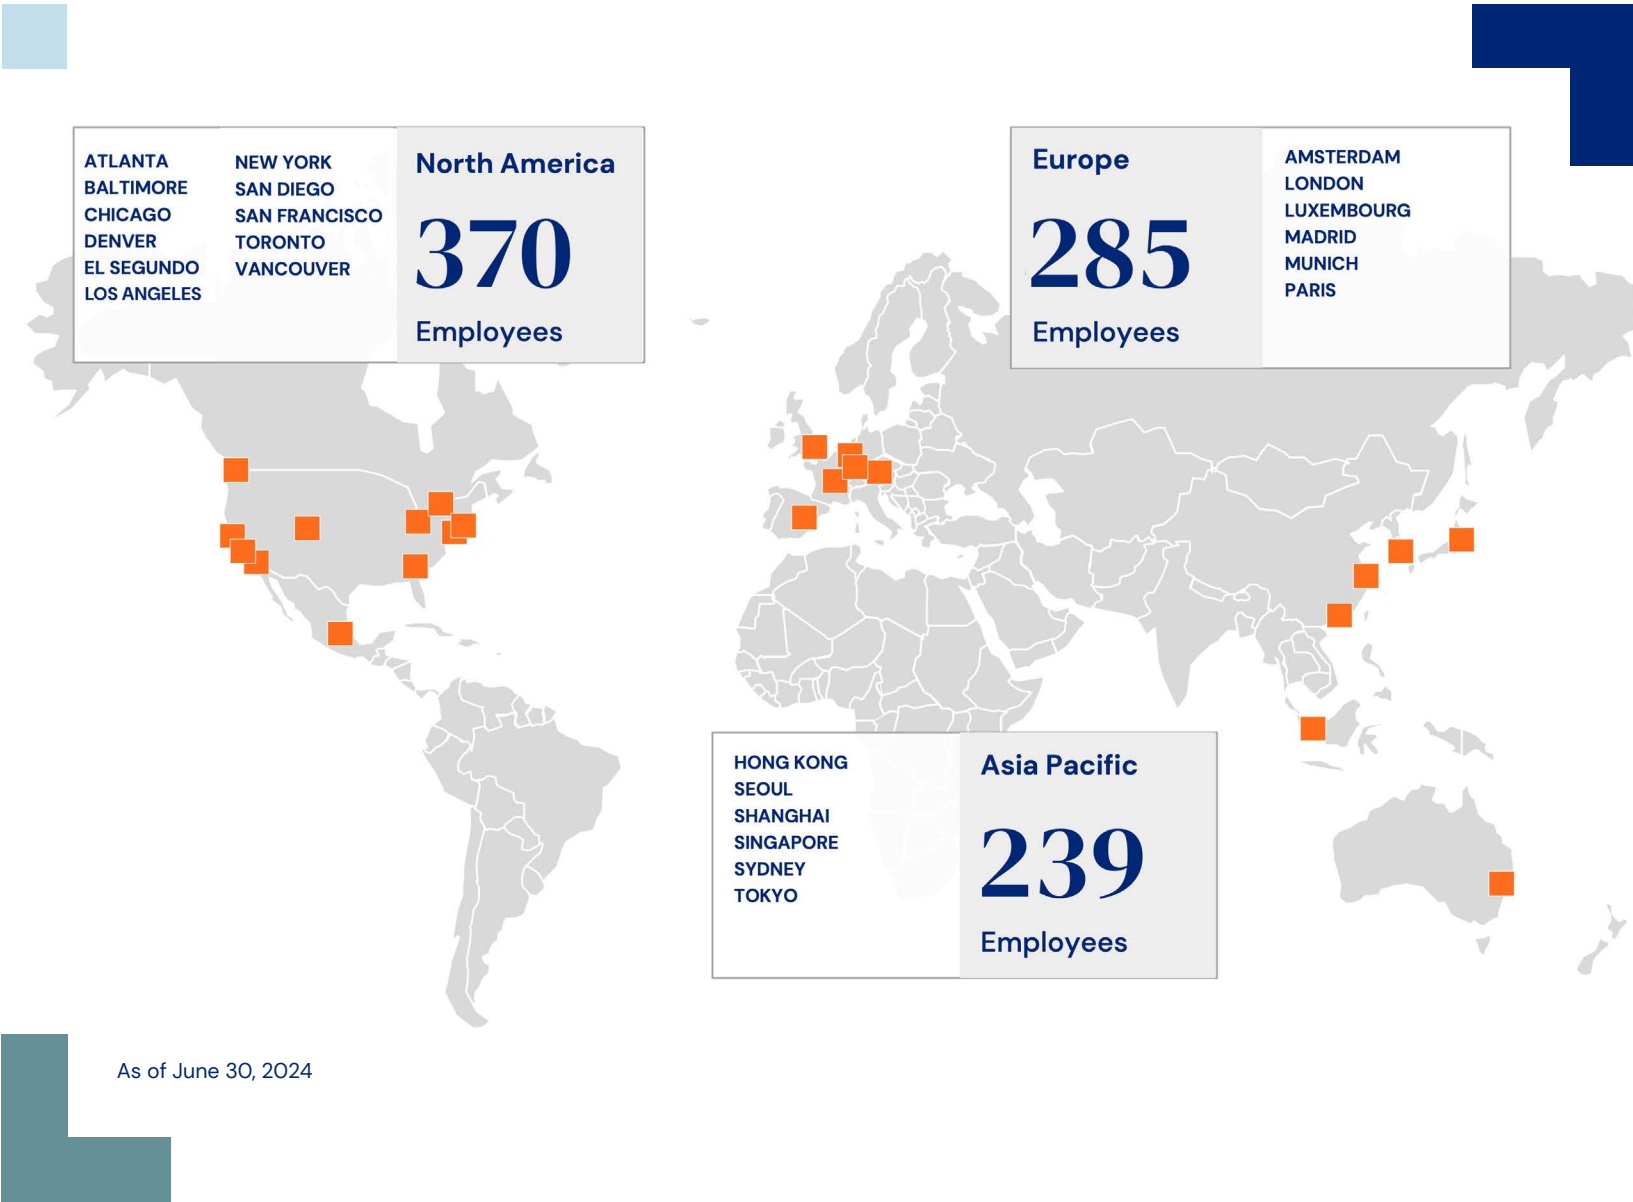 ATLANTA
BALTIMORE
CHICAGO
DENVER
EL SEGUNDO
LOS ANGELES
NEW YORK
SAN DIEGO
SAN FRANCISCO
TORONTO
VANCOUVER
North America
370
Employees
Europe
285
Employees
AMSTERDAM
LONDON
LUXEMBOURG
MADRID
MUNICH
PARIS
HONG KONG
SEOUL
SHANGHAI
SINGAPORE
SYDNEY
TOKYO
Asia Pacific
239
Employees
As of June 30, 2024